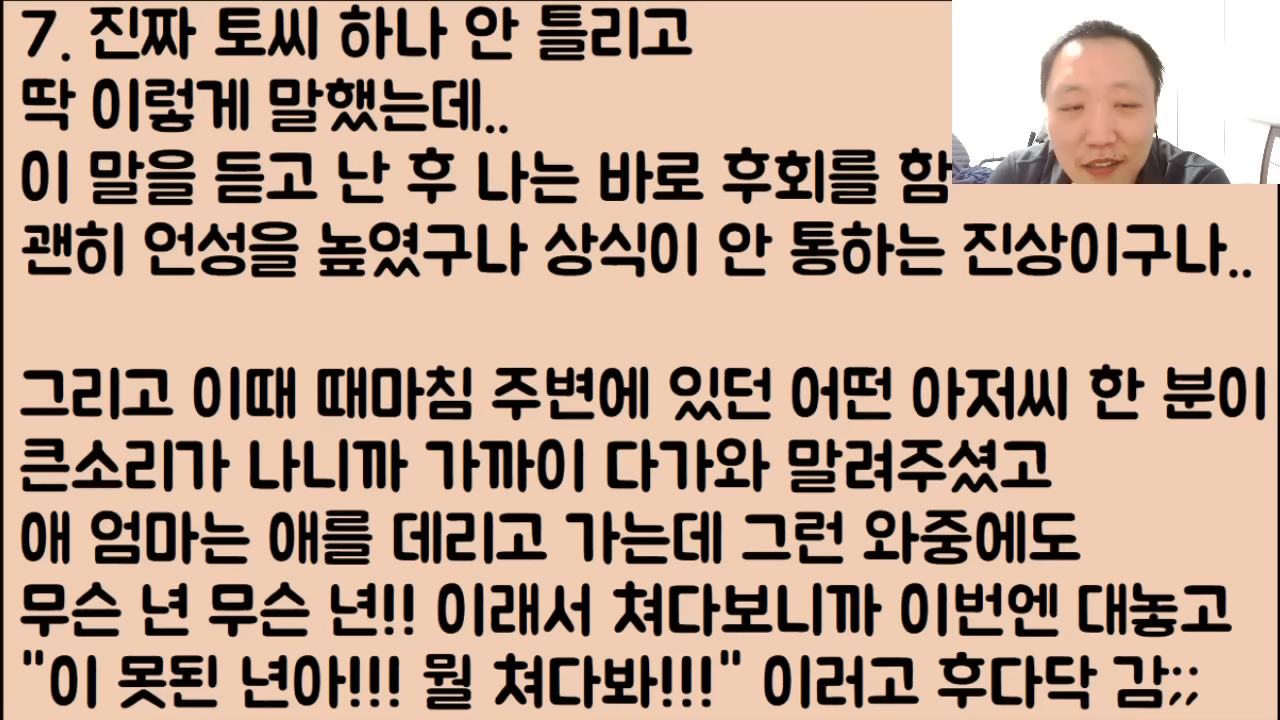 7. 진짜 토씨 하나 안 틀리고
딱 이렇게 말했는데..
이 말을 듣고 난 후 나는 바로 후회를 함
괜히 언성을 높였구나 상식이 안 통하는 진상이구나..
그리고 이때 때마침 주변에 있던 어떤 아저씨 한 분이
큰소리가 나니까 가까이 다가와 말려주셨고
애 엄마는 애를 데리고 가는데 그런 와중에도
무슨 년 무슨 년!! 이래서 쳐다보니까 이번엔 대놓고
"이 못된 년아!!! 뭘 쳐다봐!!!" 이러고 후다닥 감;;